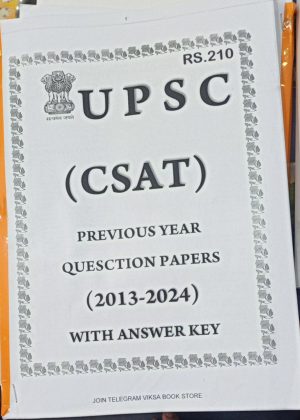 RS.210
UPSC
(CSAT)
PREVIOUS YEAR
QUESCTION PAPERS
(2013-2024)
WITH ANSWER KEY
JOIN TELEGRAM VIKSA BOOK STORE